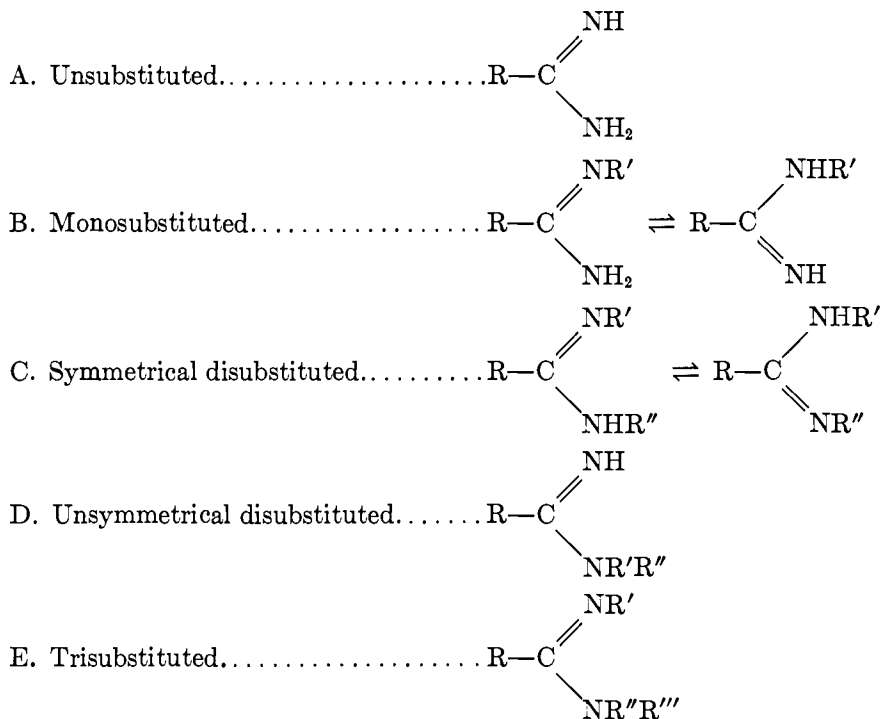 NH
A. Unsubstituted.....................R—C
NH₂
NR′ NHR′
B. Monosubstituted..................R—C ⇌ R—C
NH₂ NH
NR′ NHR′
C. Symmetrical disubstituted..........R—C ⇌ R—C
NHR″ NR″
NH
D. Unsymmetrical disubstituted.......R—C
NR′R″
NR′
E. Trisubstituted.....................R—C
NR″R‴